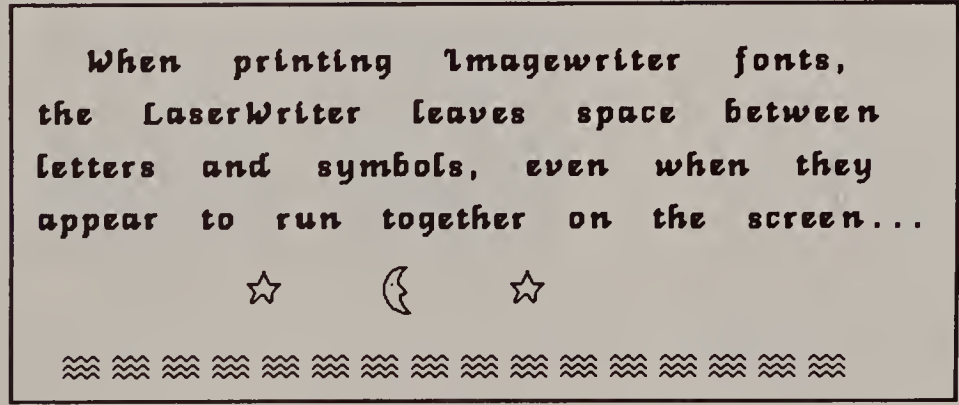 When printing Imagewriter fonts,
the LaserWriter leaves space between
letters and symbols, even when they
appear to run together on the screen...